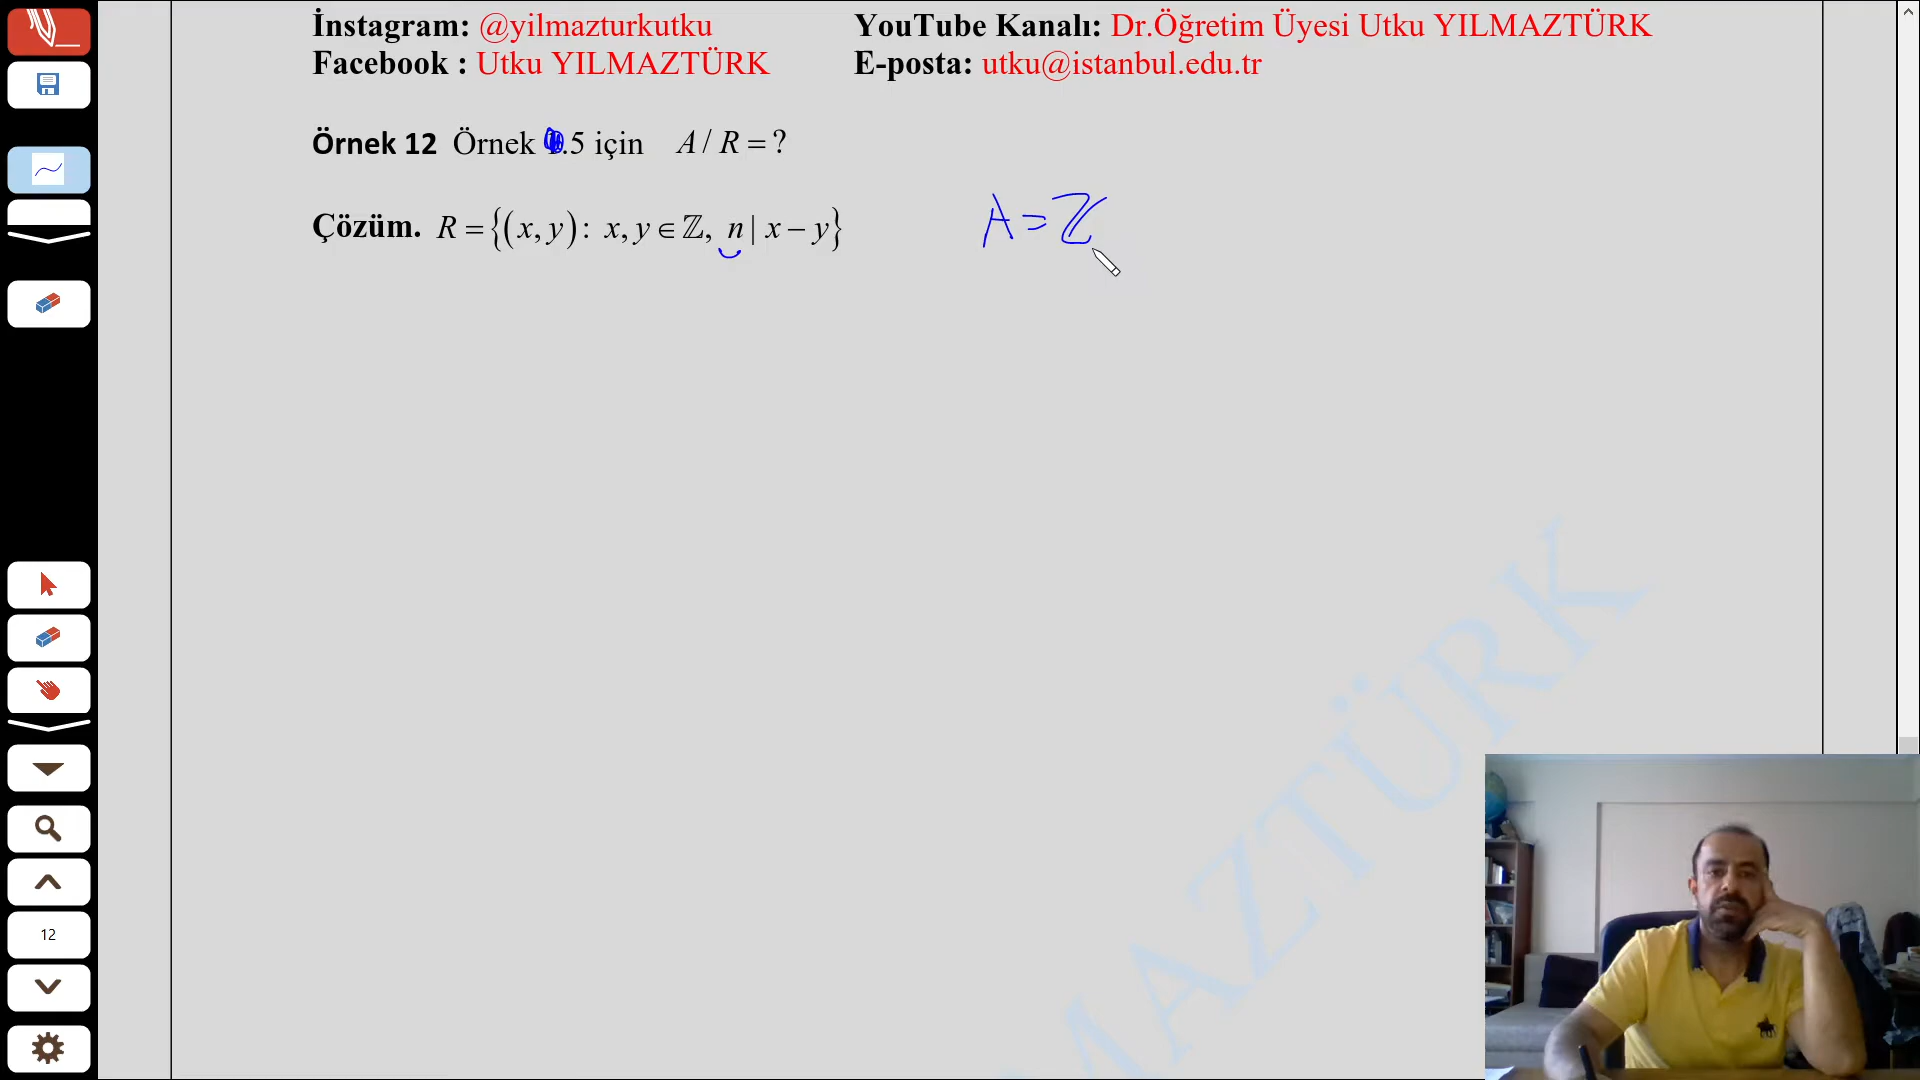 İnstagram: @yilmazturkutku YouTube Kanalı: Dr.Öğretim Üyesi Utku YILMAZTÜRK
Facebook : Utku YILMAZTÜRK E-posta: utku@istanbul.edu.tr
Örnek 12 Örnek .5 için A / R = ?
Çözüm. R = {(x, y) : x, y ∈ ℤ, n | x − y} A = ℤ
MAZTÜRK
12